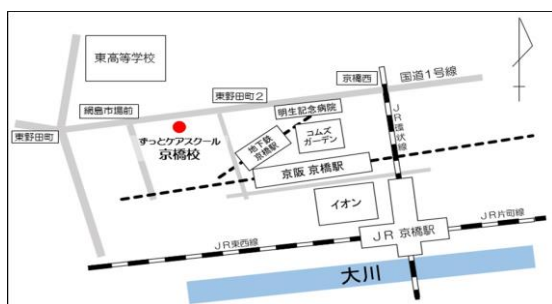 東高等学校
京橋西
国道1号線
東野田町2
網島市場前
明生記念病院
東野田町
ずっとケアスクール
京橋校
地下鉄
京橋駅
コムズ
ガーデン
JR環状線
京阪 京橋駅
イオン
JR片町線
JR 京橋駅
JR東西線
大川